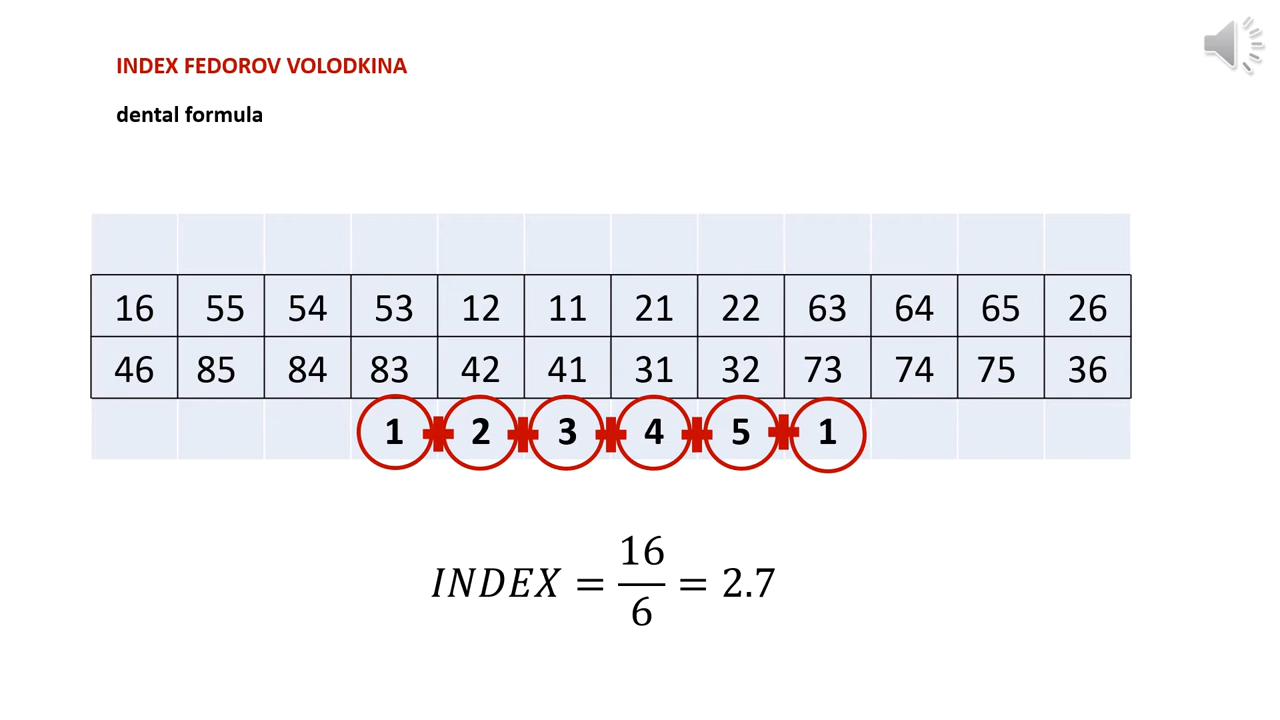 INDEX FEDOROV VOLODKINA
dental formula
16 55 54 53 12 11 21 22 63 64 65 26
46 85 84 83 42 41 31 32 73 74 75 36
1 + 2 + 3 + 4 + 5 + 1
INDEX = 16/6 = 2.7